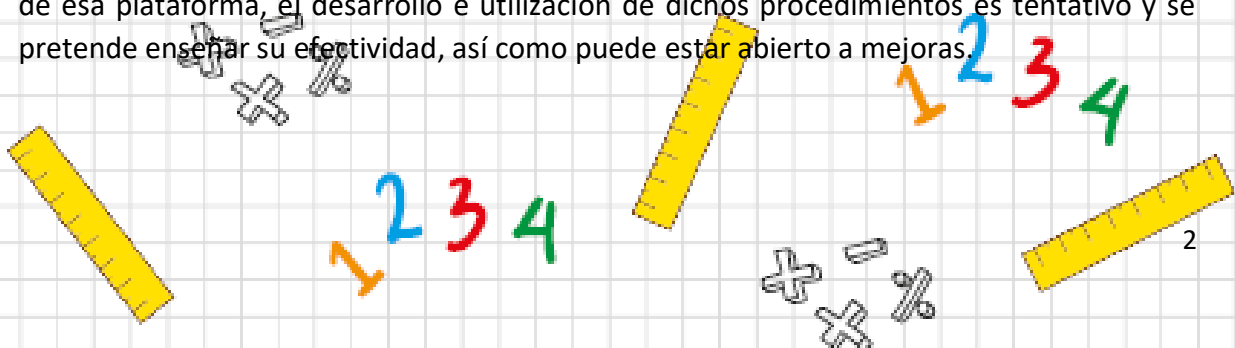 de esa plataforma, el desarrollo e utilización de dichos procedimientos es tentativo y se
pretende enseñar su efectividad, así como puede estar abierto a mejoras.
1 2 3 4
1 2 3 4
2